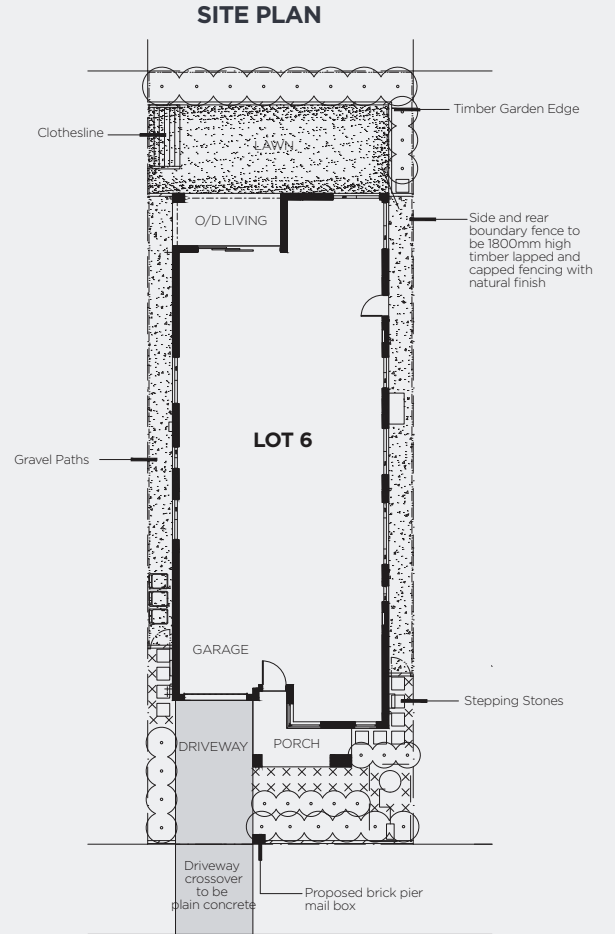 SITE PLAN
Timber Garden Edge
Clothesline
LAWN
O/D LIVING
Side and rear
boundary fence to
be 1800mm high
timber lapped and
capped fencing with
natural finish
LOT 6
Gravel Paths
GARAGE
Stepping Stones
DRIVEWAY
PORCH
Driveway
crossover
to be
plain concrete
Proposed brick pier
mail box